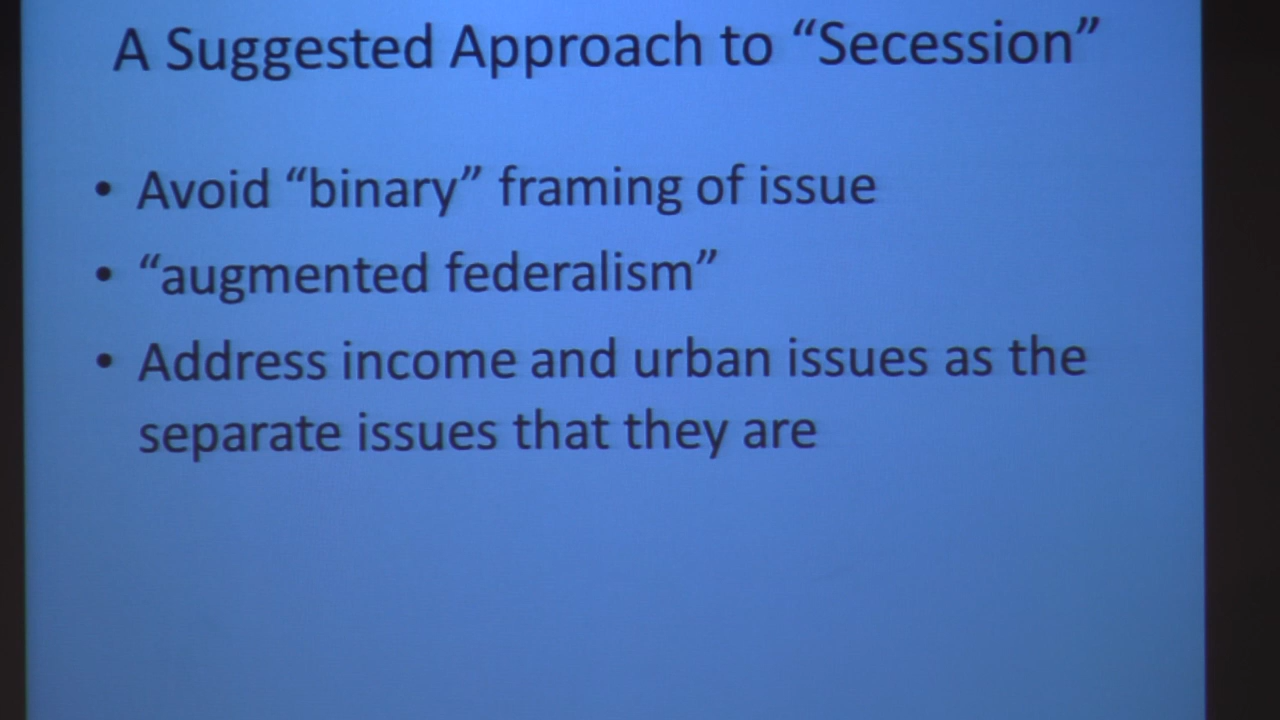 A Suggested Approach to “Secession”
• Avoid “binary” framing of issue
• “augmented federalism”
• Address income and urban issues as the
separate issues that they are